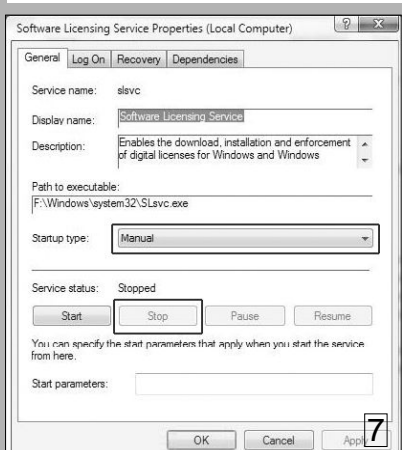 Software Licensing Service Properties (Local Computer)
General Log On Recovery Dependencies
Service name: slsvc
Display name: Software Licensing Service
Description: Enables the download, installation and enforcement
of digital licenses for Windows and Windows
Path to executable:
F:\Windows\system32\SLsvc.exe
Startup type: Manual
Service status: Stopped
Start Stop Pause Resume
You can specify the start parameters that apply when you start the service
from here.
Start parameters:
OK Cancel Apply
7